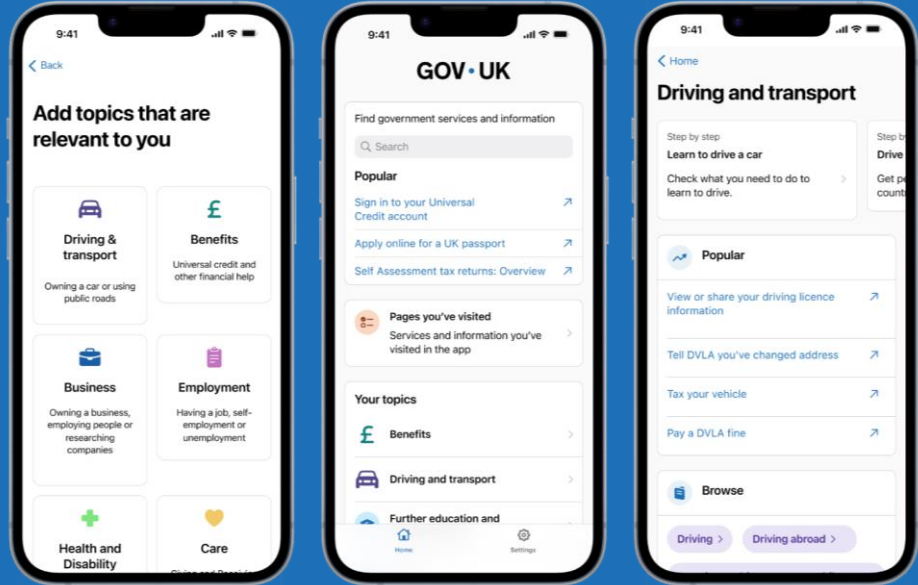 9:41
Back
Add topics that are
relevant to you
Driving &
transport
Owning a car or using
public roads
Benefits
Universal credit and
other financial help
Business
Owning a business,
employing people or
researching
companies
Employment
Having a job, self-
employment or
unemployment
Health and
Disability
Care
9:41
GOV·UK
Find government services and information
Search
Popular
Sign in to your Universal
Credit account
Apply online for a UK passport
Self Assessment tax returns: Overview
Pages you've visited
Services and information you've
visited in the app
Your topics
Benefits
Driving and transport
Further education and
Home
Settings
9:41
Home
Driving and transport
Step by step
Learn to drive a car
Check what you need to do to
learn to drive.
Step b
Drive
Get pe
count
Popular
View or share your driving licence
information
Tell DVLA you've changed address
Tax your vehicle
Pay a DVLA fine
Browse
Driving
Driving abroad